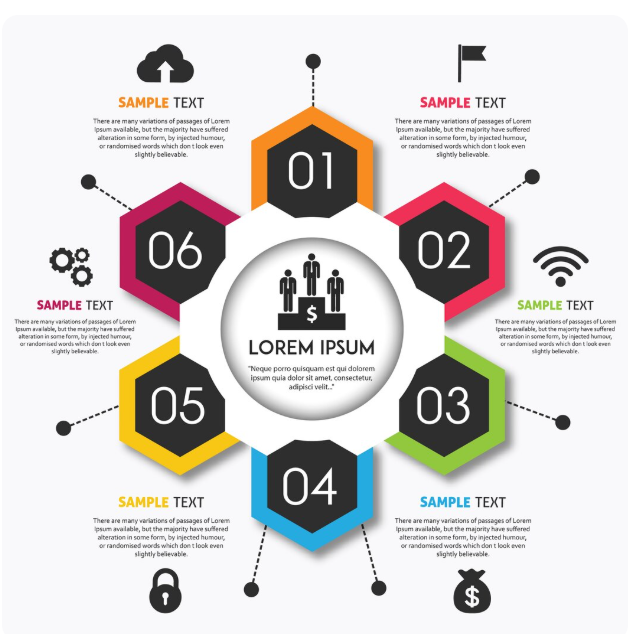 SAMPLE TEXT
There are many variations of passages of Lorem
Ipsum available, but the majority have suffered
alteration in some form, by injected humour,
or randomised words which don t look even
slightly believable.
SAMPLE TEXT
There are many variations of passages of Lorem
Ipsum available, but the majority have suffered
alteration in some form, by injected humour,
or randomised words which don t look even
slightly believable.
01
06
02
SAMPLE TEXT
There are many variations of passages of Lorem
Ipsum available, but the majority have suffered
alteration in some form, by injected humour,
or randomised words which don t look even
slightly believable.
$
LOREM IPSUM
"Neque porro quisquam est qui dolorem
ipsum quia dolor sit amet, consectetur,
adipisci velit..."
SAMPLE TEXT
There are many variations of passages of Lorem
Ipsum available, but the majority have suffered
alteration in some form, by injected humour,
or randomised words which don t look even
slightly believable.
05
03
04
SAMPLE TEXT
There are many variations of passages of Lorem
Ipsum available, but the majority have suffered
alteration in some form, by injected humour,
or randomised words which don t look even
slightly believable.
SAMPLE TEXT
There are many variations of passages of Lorem
Ipsum available, but the majority have suffered
alteration in some form, by injected humour,
or randomised words which don t look even
slightly believable.
$